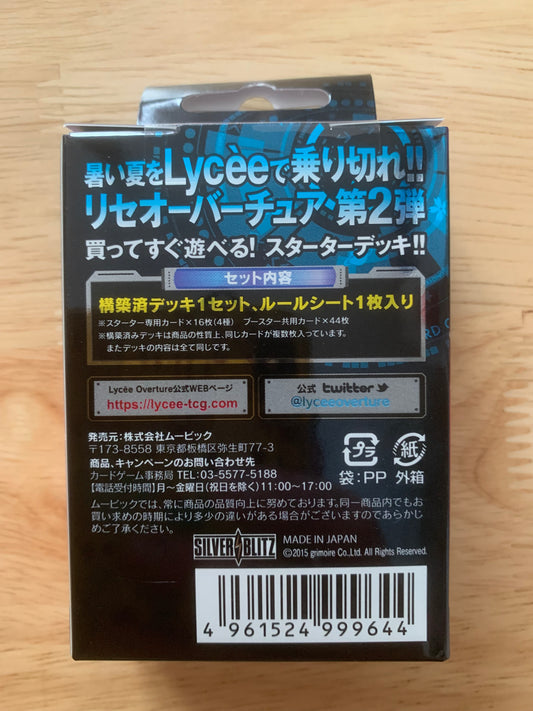 暑い夏をLycèeで乗り切れ!!
リセオーバーチュア・第2弾
買ってすぐ遊べる! スターターデッキ!!
セット内容
構築済デッキ1セット、ルールシート1枚入り
※スターター専用カード×16枚(4種) ブースター共用カード×44枚
※構築済みデッキは商品の性質上、同じカードが複数枚入っています。
またデッキの内容は全て同じです。
Lycèe Overture公式WEBページ
https://lycee-tcg.com
公式 twitter
@lyceeoverture
発売元:株式会社ムービック
〒173-8558 東京都板橋区弥生町77-3
商品、キャンペーンのお問い合わせ先
カードゲーム事務局 TEL:03-5577-5188
【電話受付時間】月~金曜日(祝日を除く)11:00~17:00
プラ
袋:PP
紙
外箱
ムービックでは、常に商品の品質向上に努めております。同一商品内でもお
買い求めの時期により多少の違いがある場合がございますのであらかじ
めご了承ください。
SILVER BLITZ
MADE IN JAPAN
©2015 grimoire Co.,Ltd. All Rights Reserved.
4 961524 999644